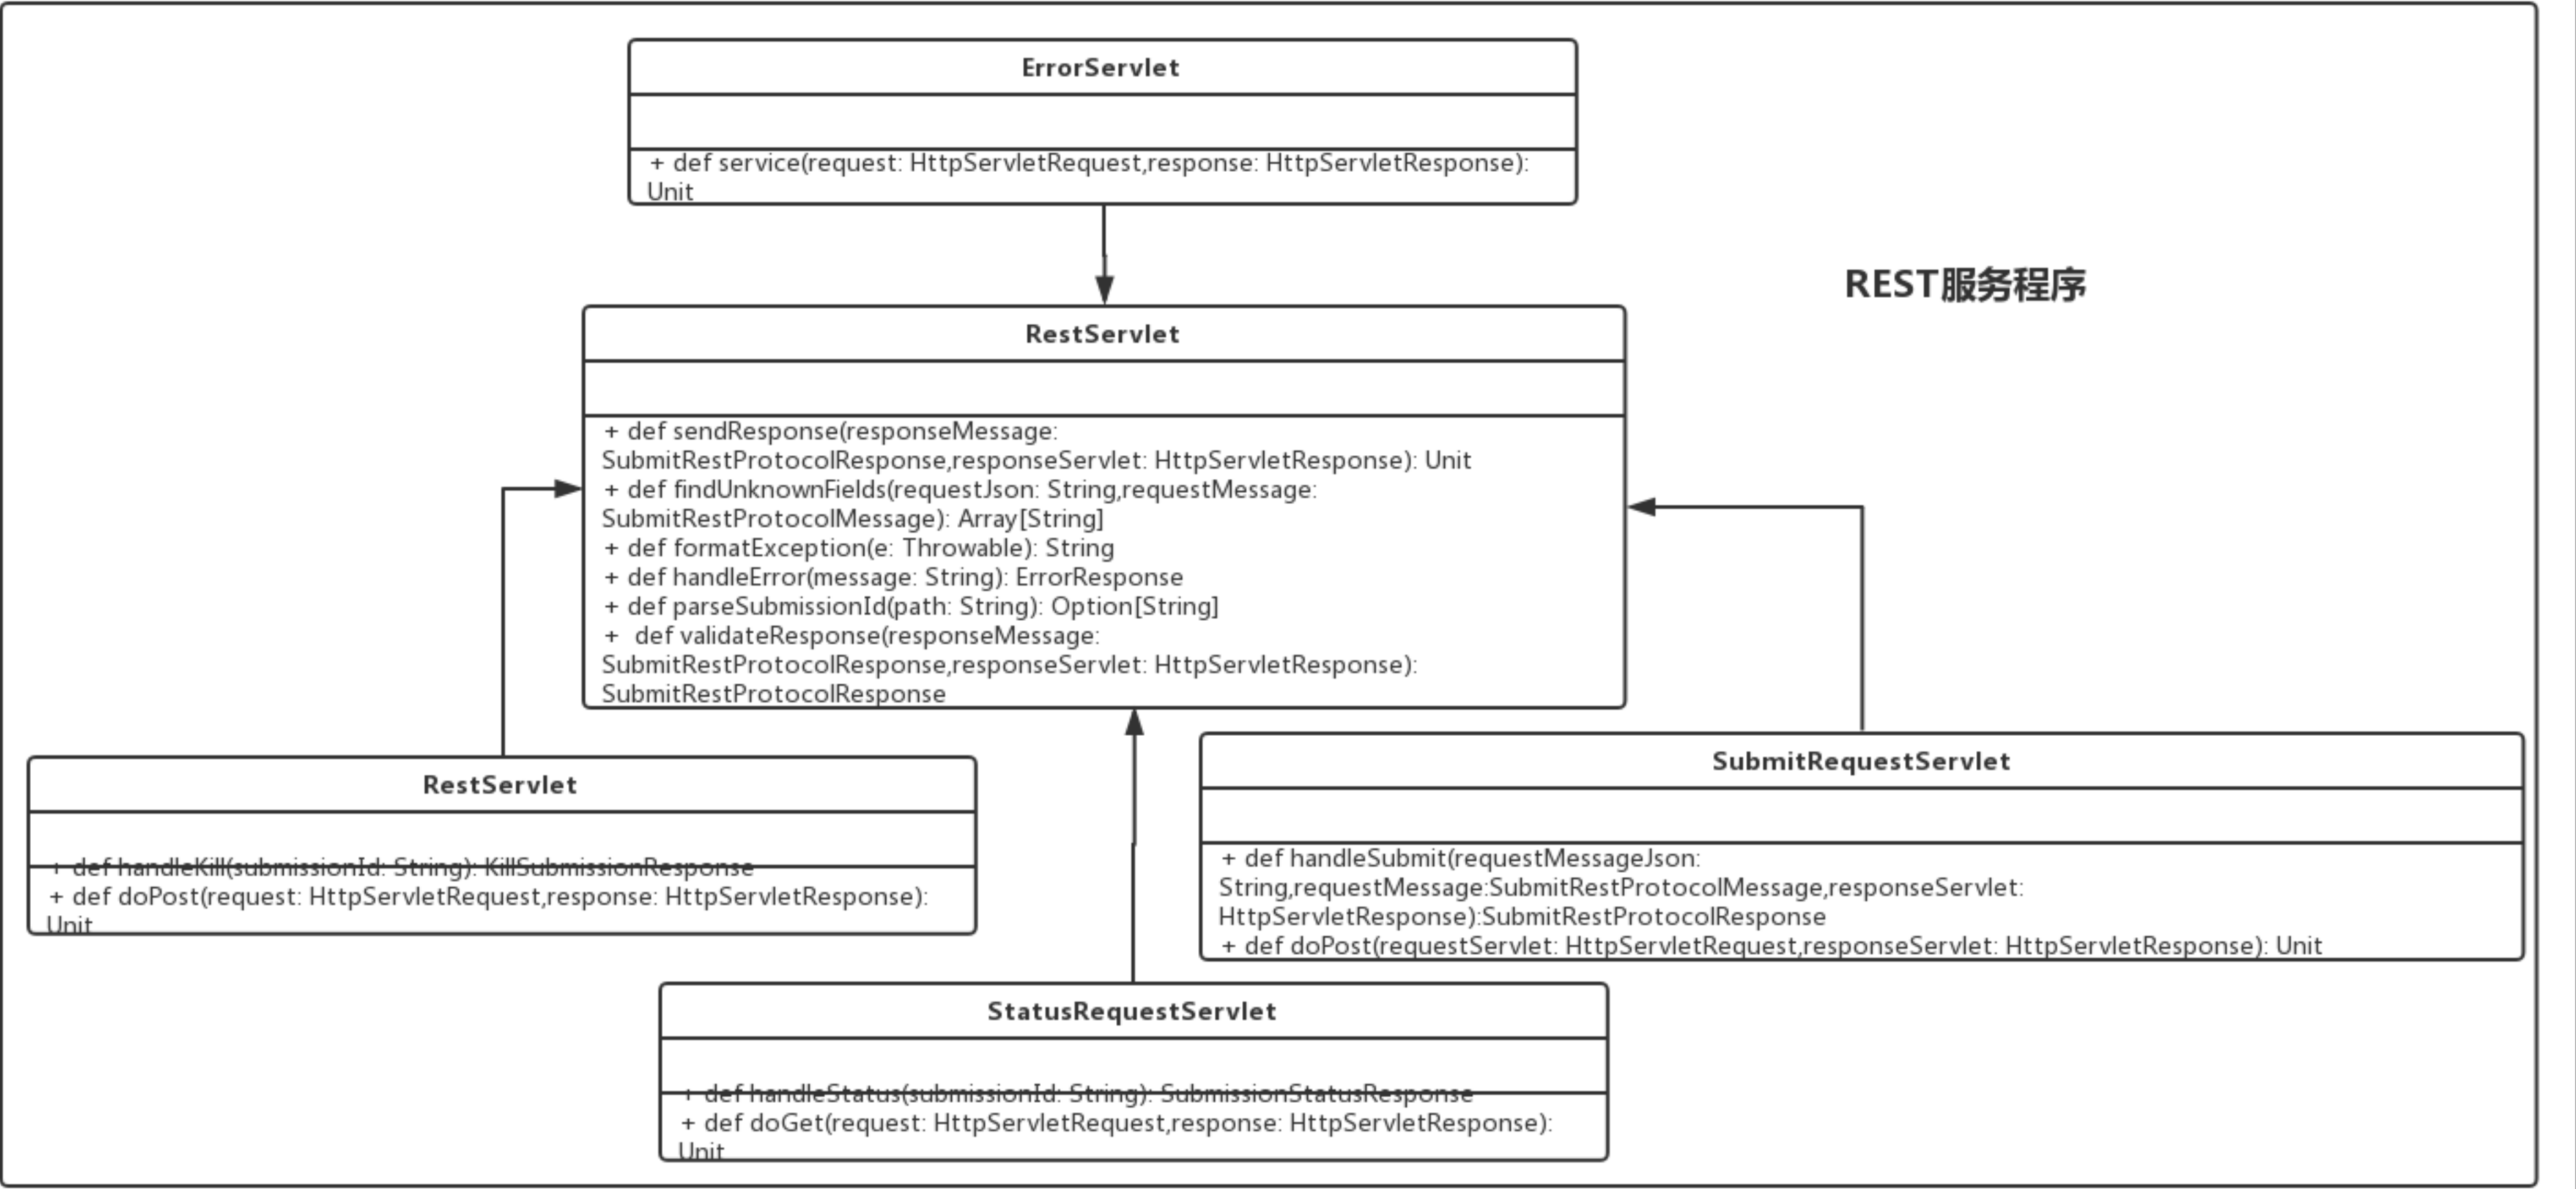 ErrorServlet
+ def service(request: HttpServletRequest,response: HttpServletResponse):
Unit
REST服务程序
RestServlet
+ def sendResponse(responseMessage:
SubmitRestProtocolResponse,responseServlet: HttpServletResponse): Unit
+ def findUnknownFields(requestJson: String,requestMessage:
SubmitRestProtocolMessage): Array[String]
+ def formatException(e: Throwable): String
+ def handleError(message: String): ErrorResponse
+ def parseSubmissionId(path: String): Option[String]
+ def validateResponse(responseMessage:
SubmitRestProtocolResponse,responseServlet: HttpServletResponse):
SubmitRestProtocolResponse
RestServlet
+ def handleKill(submissionId: String): KillSubmissionResponse
+ def doPost(request: HttpServletRequest,response: HttpServletResponse):
Unit
SubmitRequestServlet
+ def handleSubmit(requestMessageJson:
String,requestMessage:SubmitRestProtocolMessage,responseServlet:
HttpServletResponse):SubmitRestProtocolResponse
+ def doPost(requestServlet: HttpServletRequest,responseServlet: HttpServletResponse): Unit
StatusRequestServlet
+ def handleStatus(submissionId: String): SubmissionStatusResponse
+ def doGet(request: HttpServletRequest,response: HttpServletResponse):
Unit